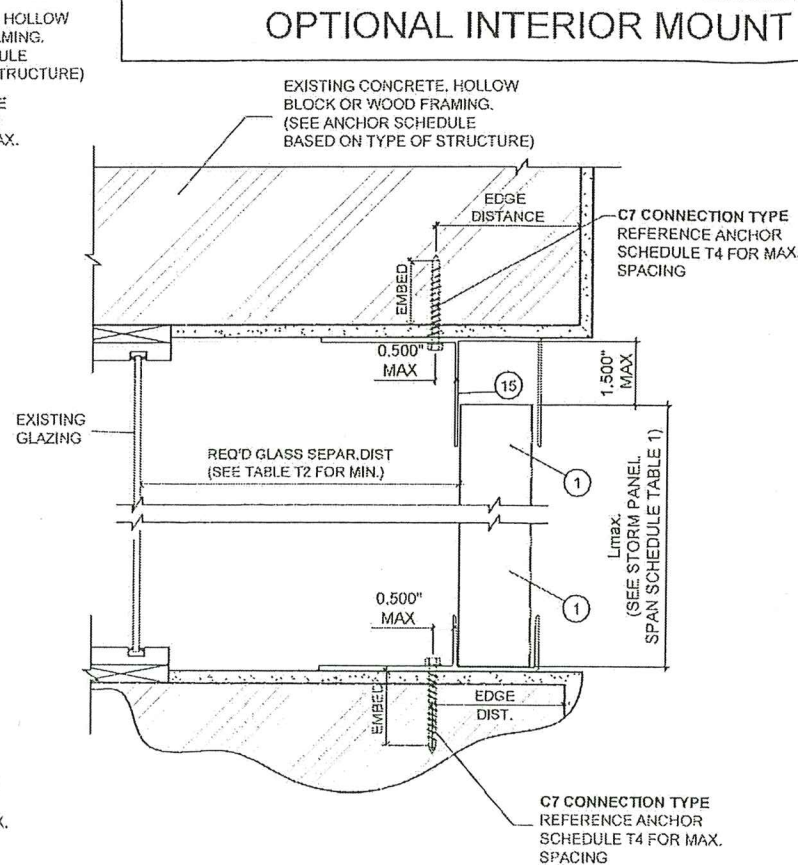 HOLLOW
AMING.
ULE
TRUCTURE)
E
AX.
OPTIONAL INTERIOR MOUNT
EXISTING CONCRETE, HOLLOW
BLOCK OR WOOD FRAMING.
(SEE ANCHOR SCHEDULE
BASED ON TYPE OF STRUCTURE)
EDGE
DISTANCE
C7 CONNECTION TYPE
REFERENCE ANCHOR
SCHEDULE T4 FOR MAX.
SPACING
EMBED
0.500"
MAX
15
1.500"
MAX
EXISTING
GLAZING
REQ'D GLASS SEPAR.DIST
(SEE TABLE T2 FOR MIN.)
1
Lmax.
(SEE STORM PANEL
SPAN SCHEDULE TABLE 1)
0.500"
MAX
1
EMBED
EDGE
DIST.
C7 CONNECTION TYPE
REFERENCE ANCHOR
SCHEDULE T4 FOR MAX.
SPACING
X.